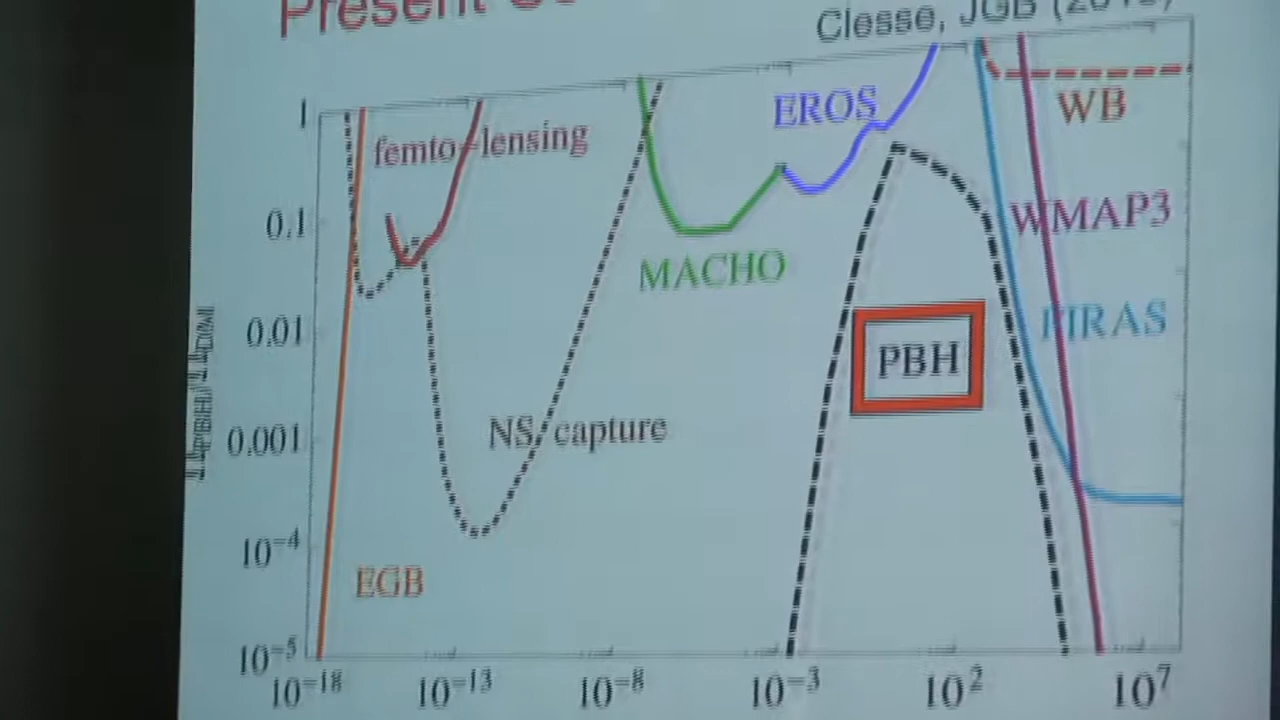 Present
Clesse, JGB
1
femto-lensing
EROS
WB
0.1
WMAP3
MACHO
0.01
FIRAS
PBH
0.001
NS capture
10⁻⁴
EGB
10⁻⁵
10⁻¹⁸ 10⁻¹³ 10⁻⁸ 10⁻³ 10² 10⁷